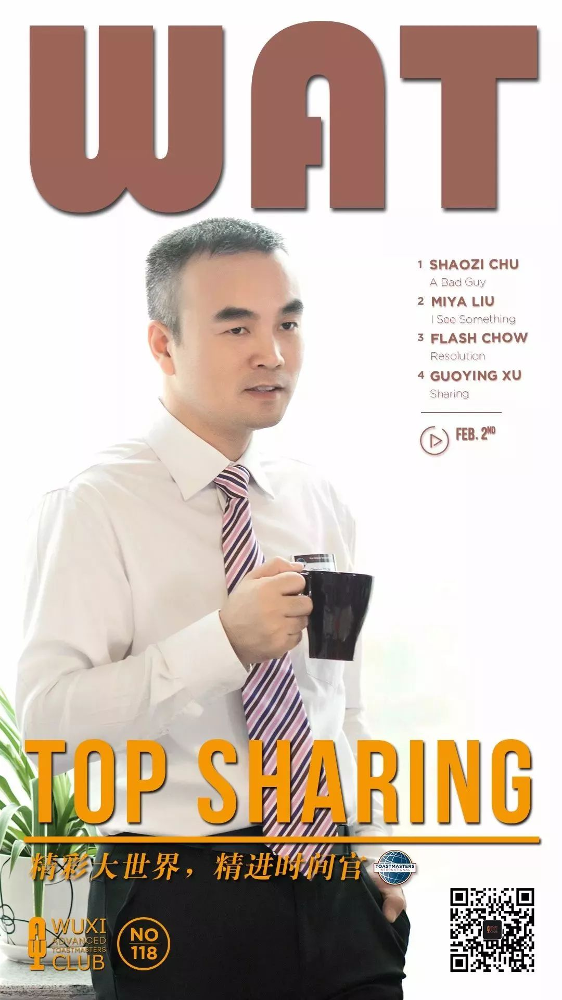 WAT
1 SHAOZI CHU
A Bad Guy
2 MIYA LIU
I See Something
3 FLASH CHOW
Resolution
4 GUOYING XU
Sharing
FEB. 2ND
TOP SHARING
精彩大世界，精进时间官
TOASTMASTERS
INTERNATIONAL
WUXI
ADVANCED
TOASTMASTERS
CLUB
NO
118